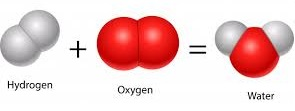 + =
Hydrogen
Oxygen
Water